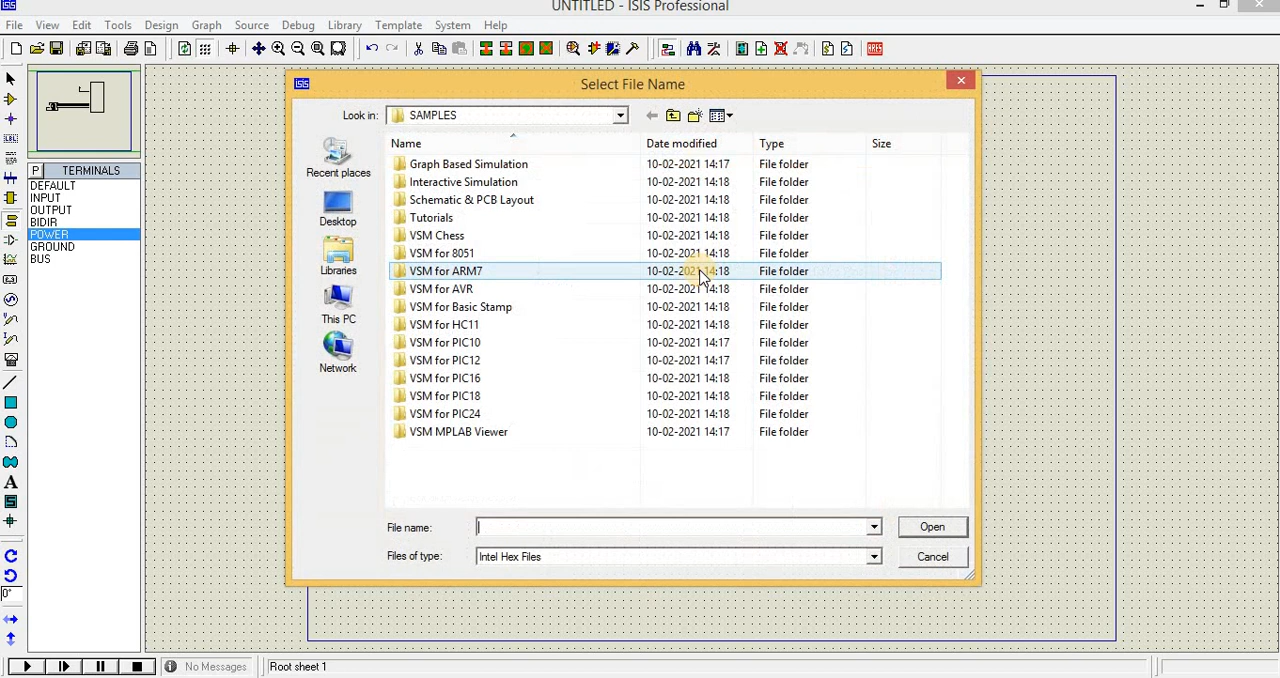 UNTITLED - ISIS Professional
File View Edit Tools Design Graph Source Debug Library Template System Help
Select File Name
Look in: SAMPLES
Name Date modified Type Size
Graph Based Simulation 10-02-2021 14:17 File folder
Interactive Simulation 10-02-2021 14:18 File folder
Schematic & PCB Layout 10-02-2021 14:18 File folder
Tutorials 10-02-2021 14:18 File folder
VSM Chess 10-02-2021 14:18 File folder
VSM for 8051 10-02-2021 14:18 File folder
VSM for ARM7 10-02-2021 14:18 File folder
VSM for AVR 10-02-2021 14:18 File folder
VSM for Basic Stamp 10-02-2021 14:18 File folder
VSM for HC11 10-02-2021 14:18 File folder
VSM for PIC10 10-02-2021 14:17 File folder
VSM for PIC12 10-02-2021 14:17 File folder
VSM for PIC16 10-02-2021 14:18 File folder
VSM for PIC18 10-02-2021 14:18 File folder
VSM for PIC24 10-02-2021 14:18 File folder
VSM MPLAB Viewer 10-02-2021 14:17 File folder
Recent places
Desktop
Libraries
This PC
Network
File name: Open
Files of type: Intel Hex Files Cancel
P TERMINALS
DEFAULT
INPUT
OUTPUT
BIDIR
POWER
GROUND
BUS
ARES
A
S
0°
No Messages Root sheet 1